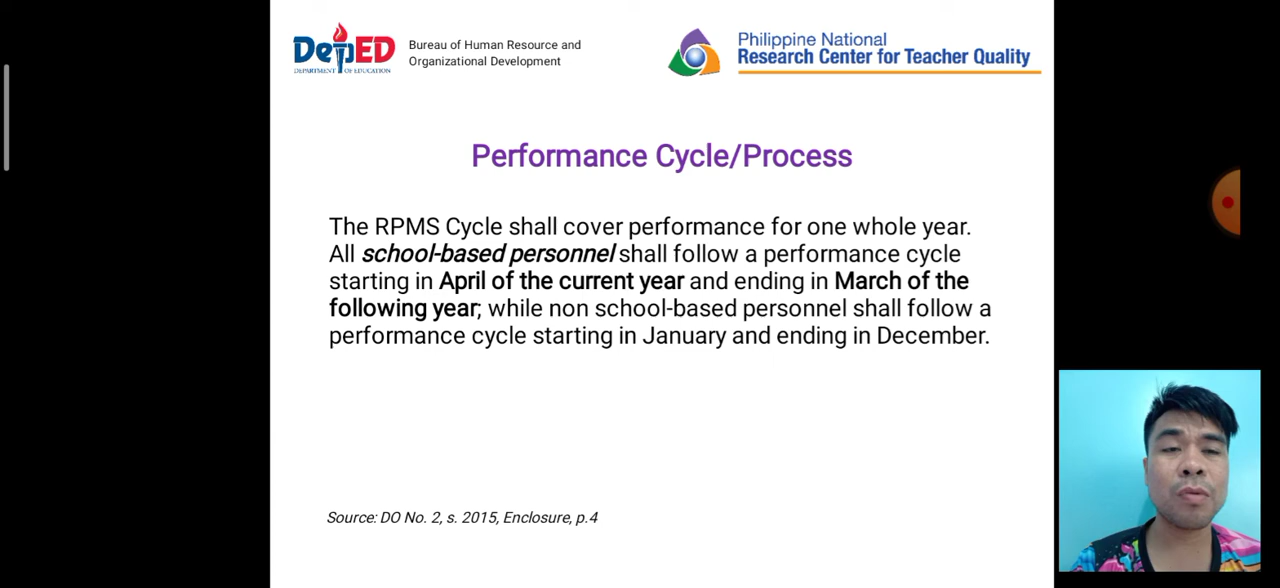 DepED
DEPARTMENT OF EDUCATION
Bureau of Human Resource and
Organizational Development
Philippine National
Research Center for Teacher Quality
Performance Cycle/Process
The RPMS Cycle shall cover performance for one whole year.
All school-based personnel shall follow a performance cycle
starting in April of the current year and ending in March of the
following year; while non school-based personnel shall follow a
performance cycle starting in January and ending in December.
Source: DO No. 2, s. 2015, Enclosure, p.4